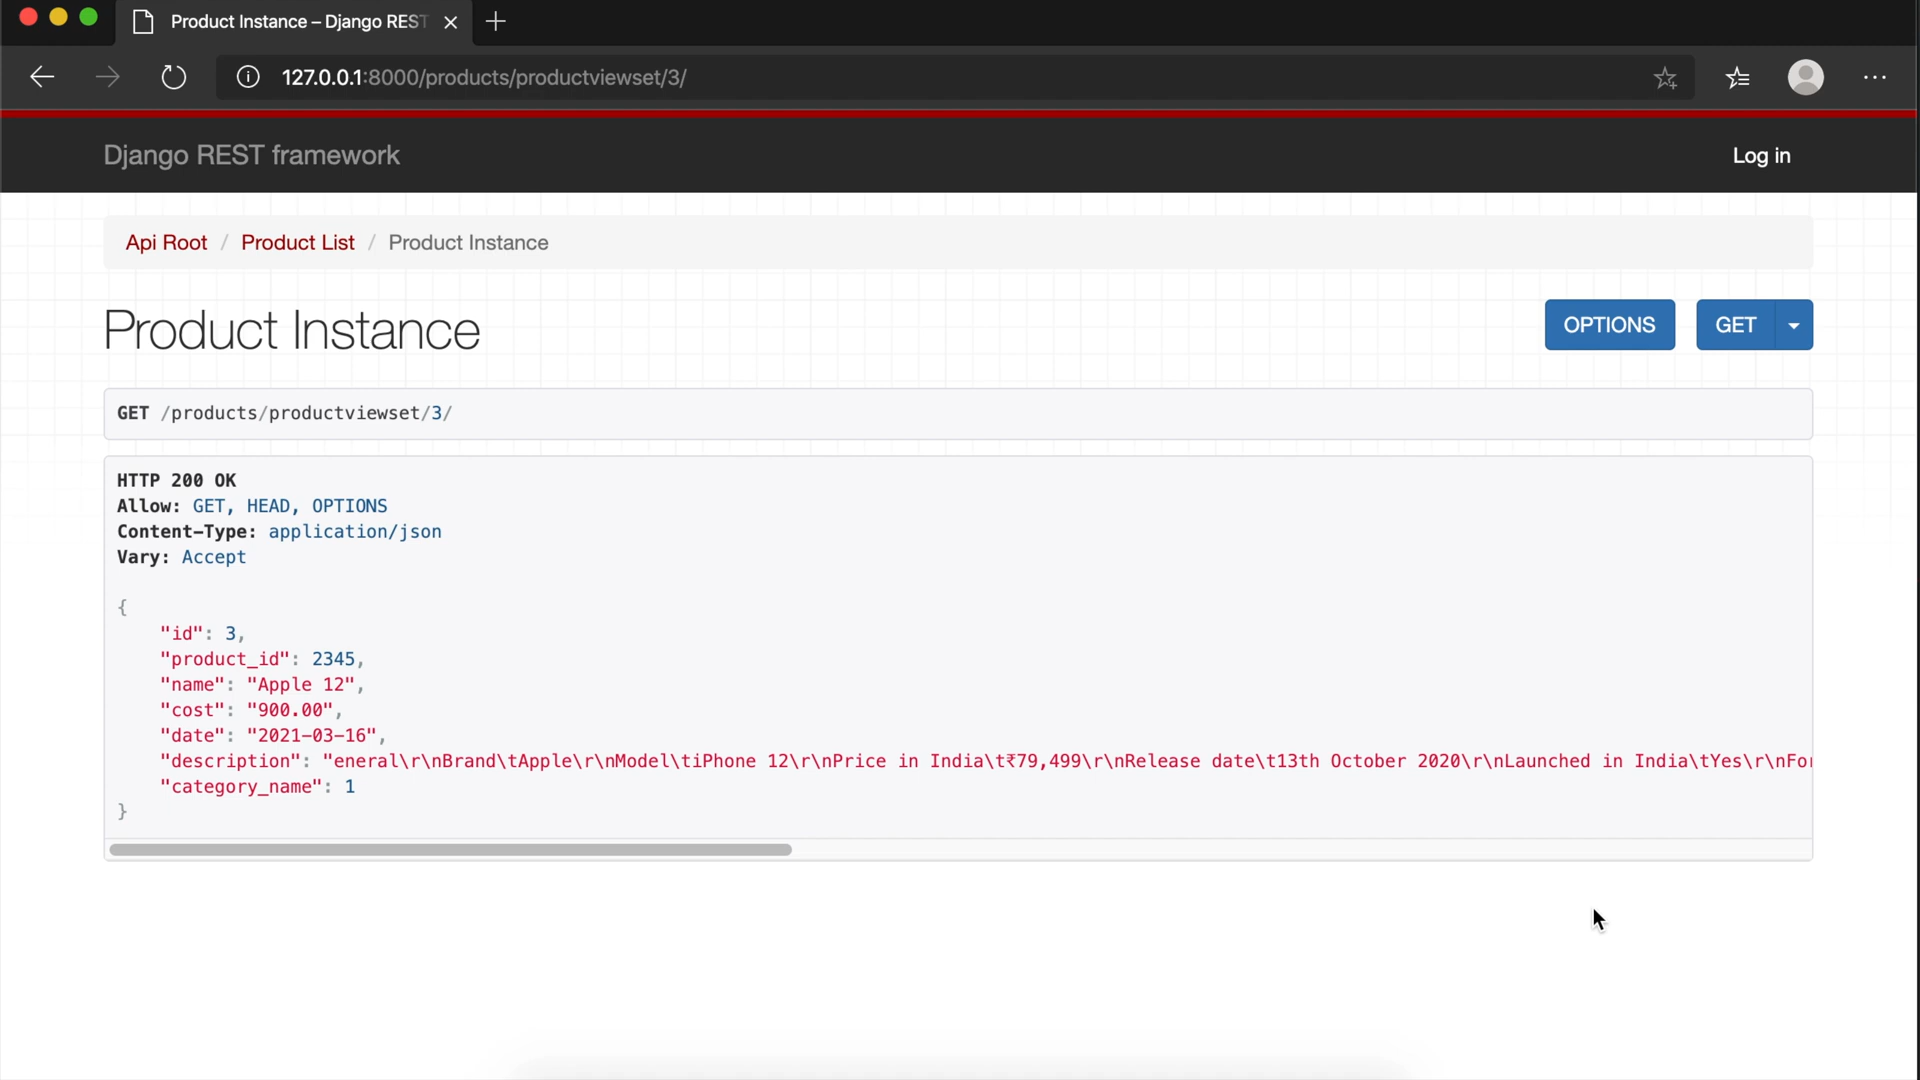 Product Instance – Django REST
127.0.0.1:8000/products/productviewset/3/
Django REST framework
Log in
Api Root / Product List / Product Instance
Product Instance
OPTIONS
GET
GET /products/productviewset/3/
HTTP 200 OK
Allow: GET, HEAD, OPTIONS
Content-Type: application/json
Vary: Accept
{
"id": 3,
"product_id": 2345,
"name": "Apple 12",
"cost": "900.00",
"date": "2021-03-16",
"description": "eneral\r\nBrand\tApple\r\nModel\tiPhone 12\r\nPrice in India\t₹79,499\r\nRelease date\t13th October 2020\r\nLaunched in India\tYes\r\nFor
"category_name": 1
}